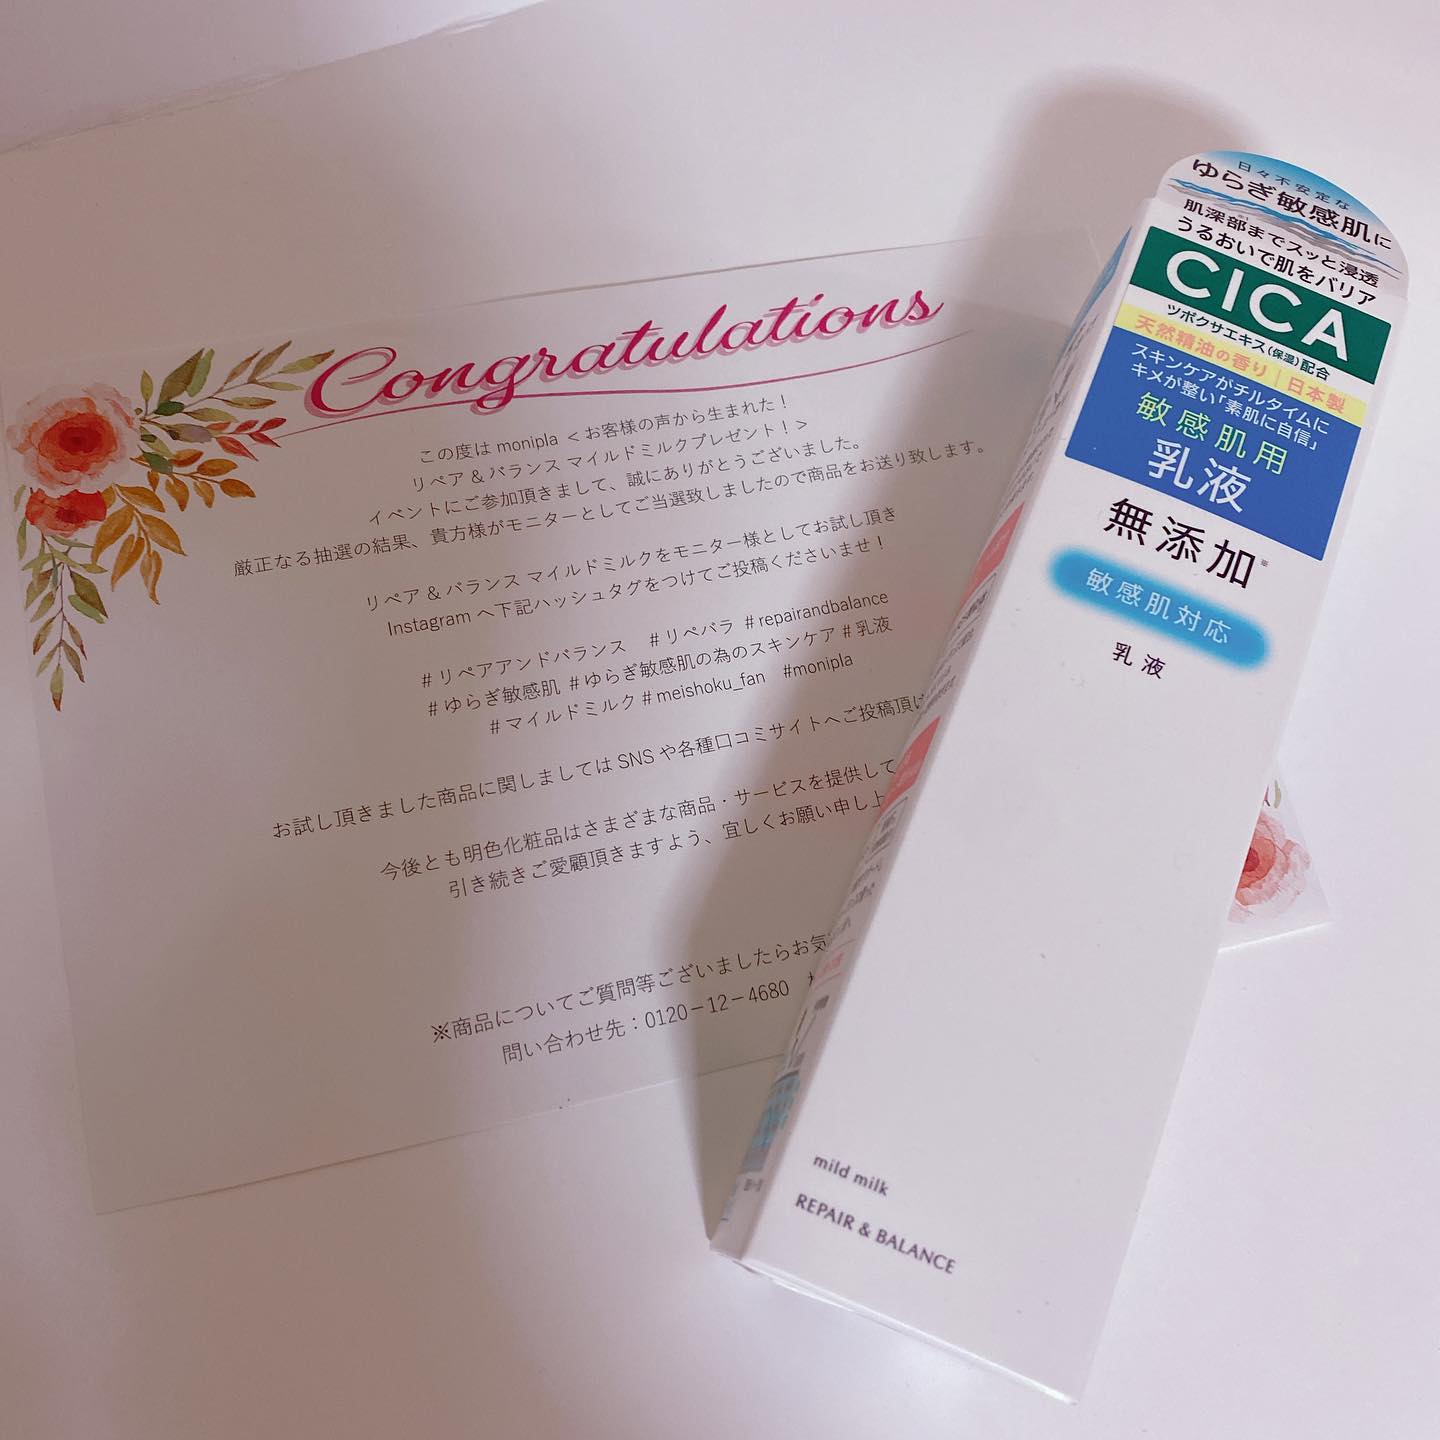 Congratulations
この度は monipla ＜お客様の声から生まれた！
リペア & バランス マイルドミルクプレゼント！＞
イベントにご参加頂きまして、誠にありがとうございました。
厳正なる抽選の結果、貴方様がモニターとしてご当選致しましたので商品をお送り致します。
リペア & バランス マイルドミルクをモニター様としてお試し頂き
Instagram へ下記ハッシュタグをつけてご投稿くださいませ！
#リペアアンドバランス #リペバラ #repairandbalance
#ゆらぎ敏感肌 #ゆらぎ敏感肌の為のスキンケア #乳液
#マイルドミルク #meishoku_fan #monipla
お試し頂きました商品に関しましては SNS や各種口コミサイトへご投稿頂け
今後とも明色化粧品はさまざまな商品・サービスを提供して
引き続きご愛顧頂きますよう、宜しくお願い申し上
※商品についてご質問等ございましたらお気
問い合わせ先：0120－12－4680
日々不安定な
ゆらぎ敏感肌に
肌深部までスッと浸透
うるおいで肌をバリア
CICA
ツボクサエキス(保湿)配合
天然精油の香り｜日本製
スキンケアがチルタイムに
キメが整い「素肌に自信」
敏感肌用
乳液
無添加※
敏感肌対応
乳液
mild milk
REPAIR & BALANCE